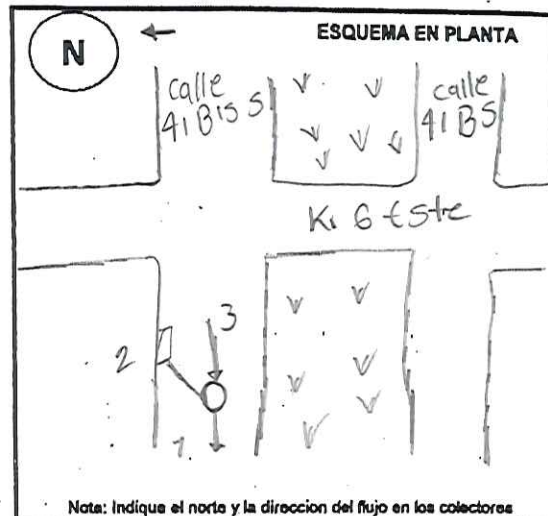 N
ESQUEMA EN PLANTA
calle
41 Bis S
calle
41 BS
Kr 6 Este
3
2
1
Nota: Indique el norte y la direccion del flujo en los colectores